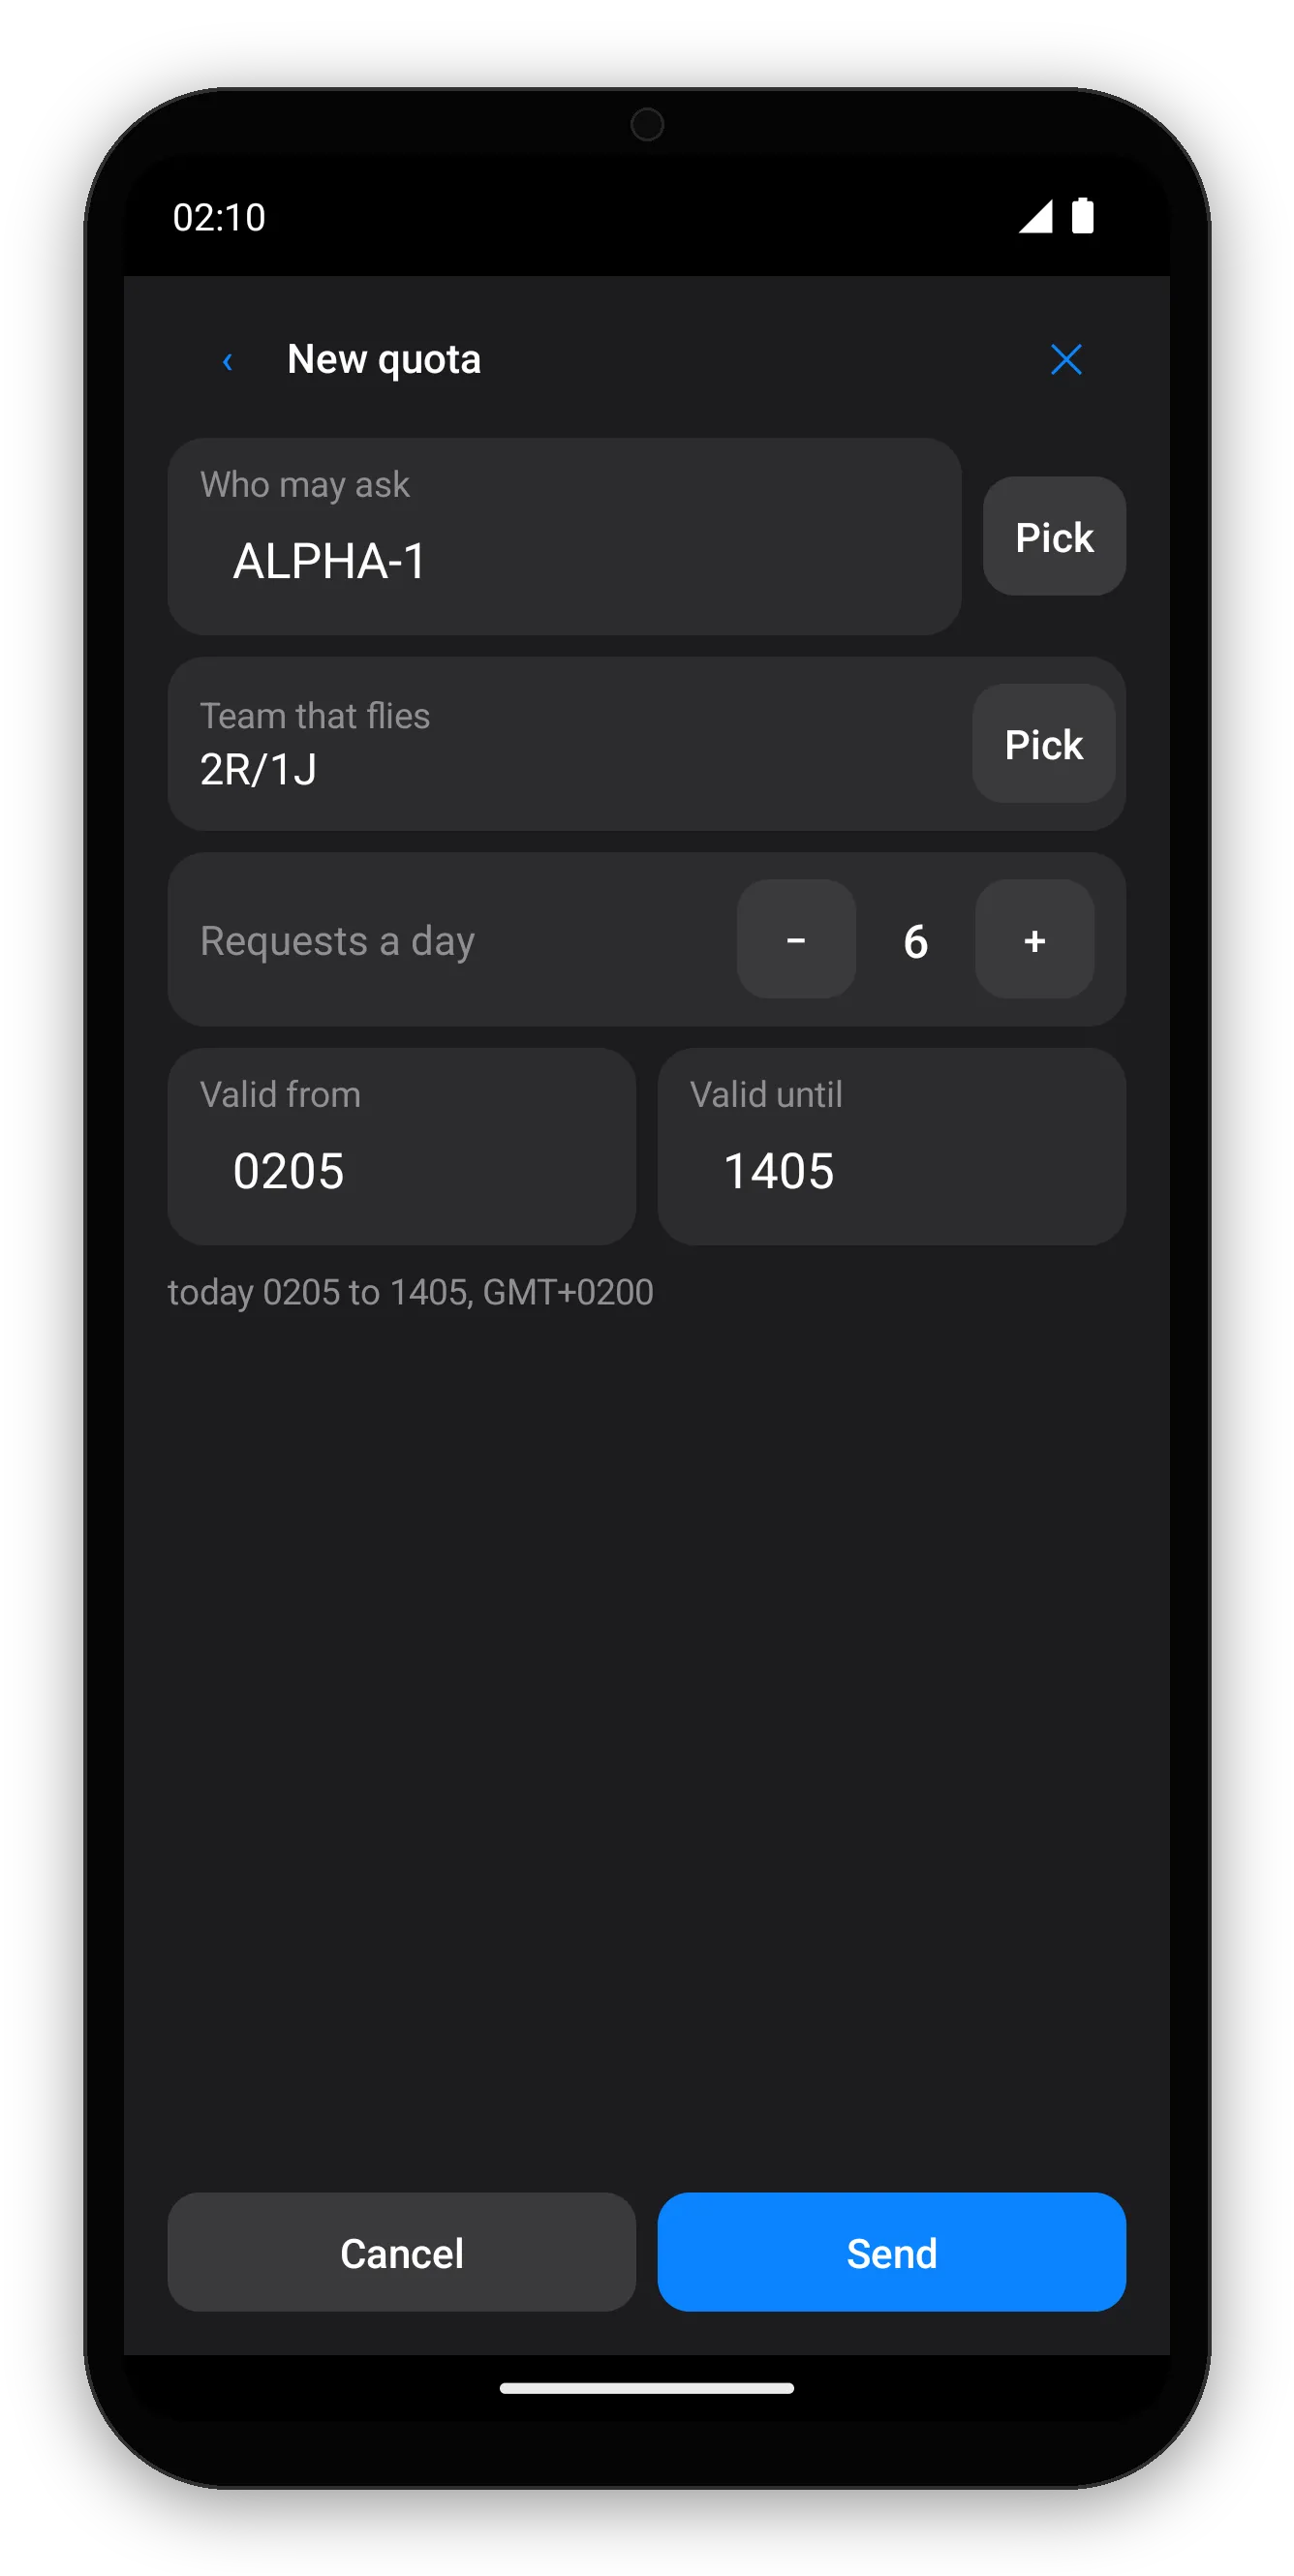 02:10
‹ New quota
Who may ask
ALPHA-1
Pick
Team that flies
2R/1J
Pick
Requests a day
− 6 +
Valid from
0205
Valid until
1405
today 0205 to 1405, GMT+0200
Cancel
Send